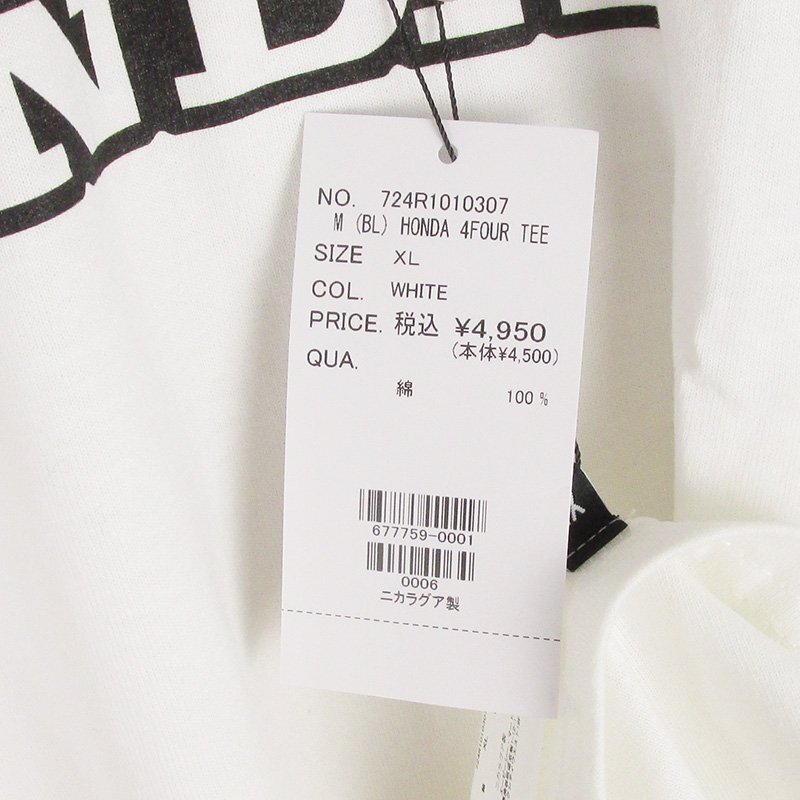 NO. 724R1010307
M (BL) HONDA 4FOUR TEE
SIZE XL
COL. WHITE
PRICE. 税込 ¥4,950
(本体¥4,500)
QUA.
綿 100 %
677759-0001
0006
ニカラグア製